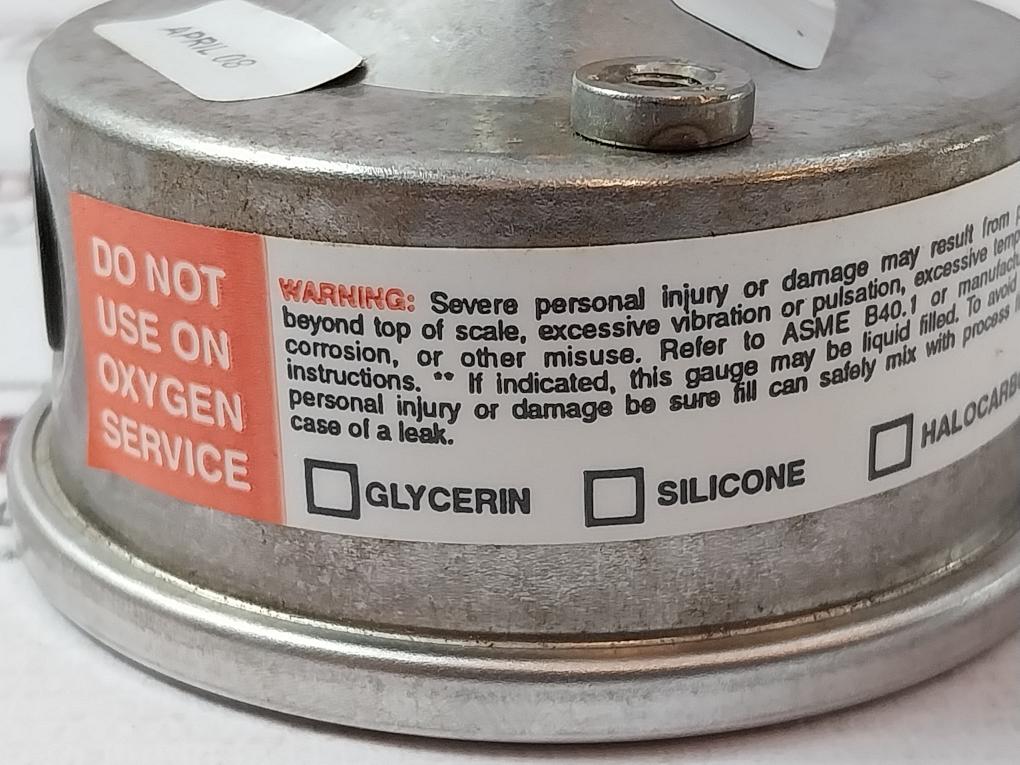 APRIL 08
DO NOT
USE ON
OXYGEN
SERVICE
WARNING: Severe personal injury or damage may result from
beyond top of scale, excessive vibration or pulsation, excessive temp
corrosion, or other misuse. Refer to ASME B40.1 or manufactu
instructions. ** If indicated, this gauge may be liquid filled. To avoid
personal injury or damage be sure fill can safely mix with process
case of a leak.
GLYCERIN
SILICONE
HALOCARBO